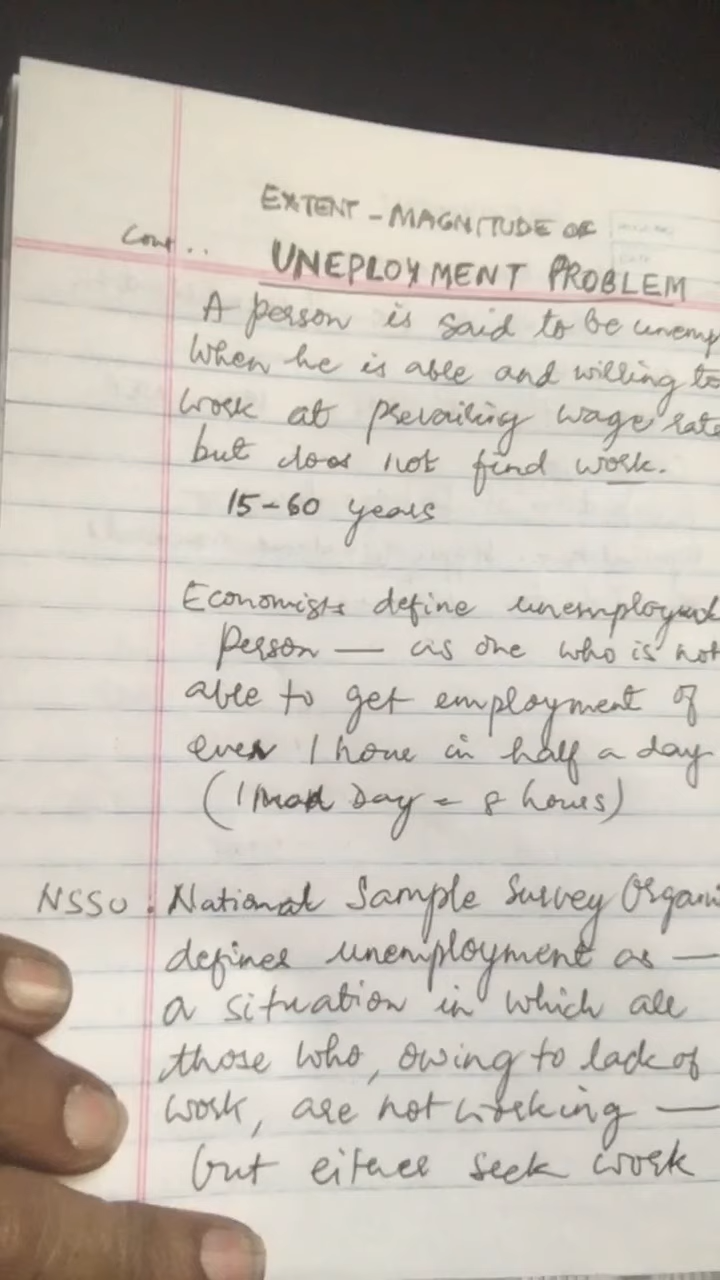 EXTENT - MAGNITUDE OF
Cont..
UNEPLOYMENT PROBLEM
A person is said to be unemp
When he is able and willing to
work at prevailing wage rate
but does not find work.
15-60 years
Economists define unemployed
person — as one who is not
able to get employment of
even 1 hour in half a day
(1 man Day = 8 hours)
NSSO. National Sample Survey Organi
defines unemployment as —
a situation in which all
those who, owing to lack of
work, are not working —
but either seek work